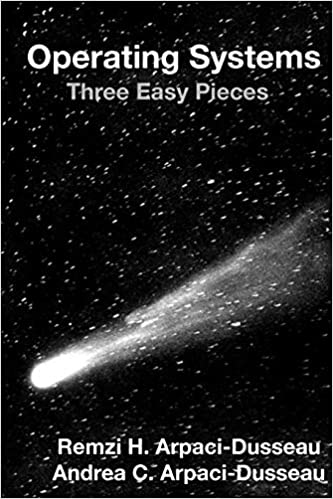 Operating Systems
Three Easy Pieces
Remzi H. Arpaci-Dusseau
Andrea C. Arpaci-Dusseau